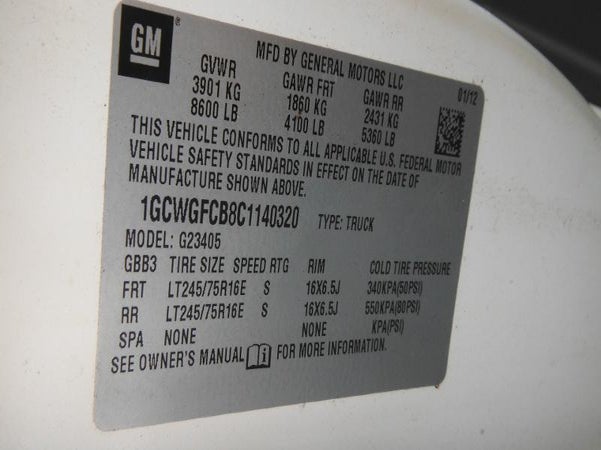 GM
MFD BY GENERAL MOTORS LLC
01/12
GVWR GAWR FRT GAWR RR
3901 KG 1860 KG 2431 KG
8600 LB 4100 LB 5360 LB
THIS VEHICLE CONFORMS TO ALL APPLICABLE U.S. FEDERAL MOTOR
VEHICLE SAFETY STANDARDS IN EFFECT ON THE DATE OF
MANUFACTURE SHOWN ABOVE.
1GCWGFCB8C1140320 TYPE: TRUCK
MODEL: G23405
GBB3 TIRE SIZE SPEED RTG RIM COLD TIRE PRESSURE
FRT LT245/75R16E S 16X6.5J 340KPA(50PSI)
RR LT245/75R16E S 16X6.5J 550KPA(80PSI)
SPA NONE NONE KPA(PSI)
SEE OWNER'S MANUAL FOR MORE INFORMATION.